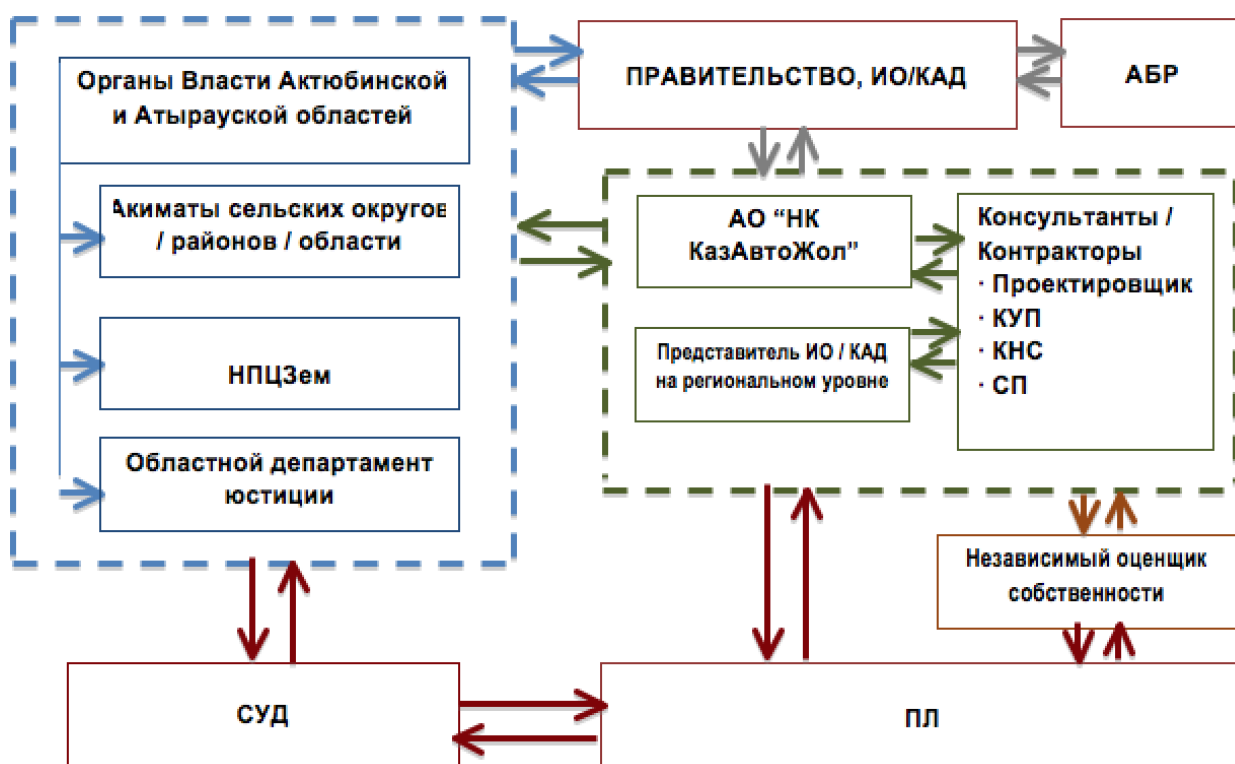 Органы Власти Актюбинской
и Атырауской областей
Акиматы сельских округов
/ районов / области
НПЦЗем
Областной департамент
юстиции
ПРАВИТЕЛЬСТВО, ИО/КАД
АБР
АО “НК
КазАвтоЖол”
Представитель ИО / КАД
на региональном уровне
Консультанты /
Контракторы
· Проектировщик
· КУП
· КНС
· СП
Независимый оценщик
собственности
СУД
ПЛ